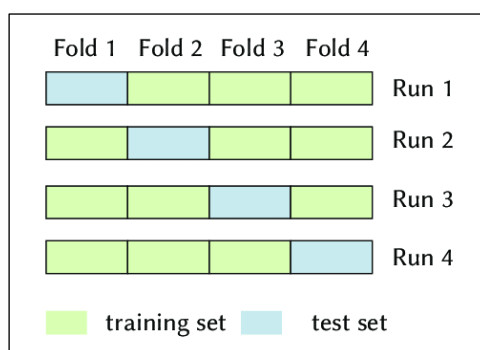 Fold 1 Fold 2 Fold 3 Fold 4
Run 1
Run 2
Run 3
Run 4
training set test set